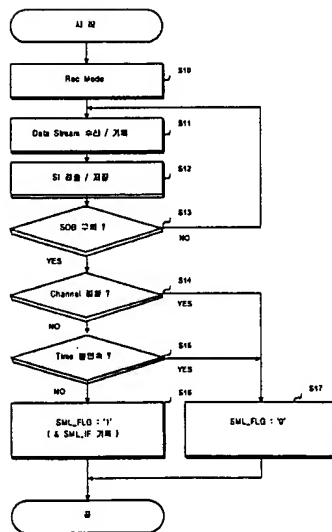 시 작
Rec Mode
S10
Data Stream 수신 / 기록
S11
SI 검출 / 저장
S12
SOB 구획 ?
S13
NO
YES
Channel 절환 ?
S14
YES
NO
Time 불연속 ?
S15
YES
NO
SML_FLG : '1'
( & SML_IF 기록 )
S16
SML_FLG : '0'
S17
끝